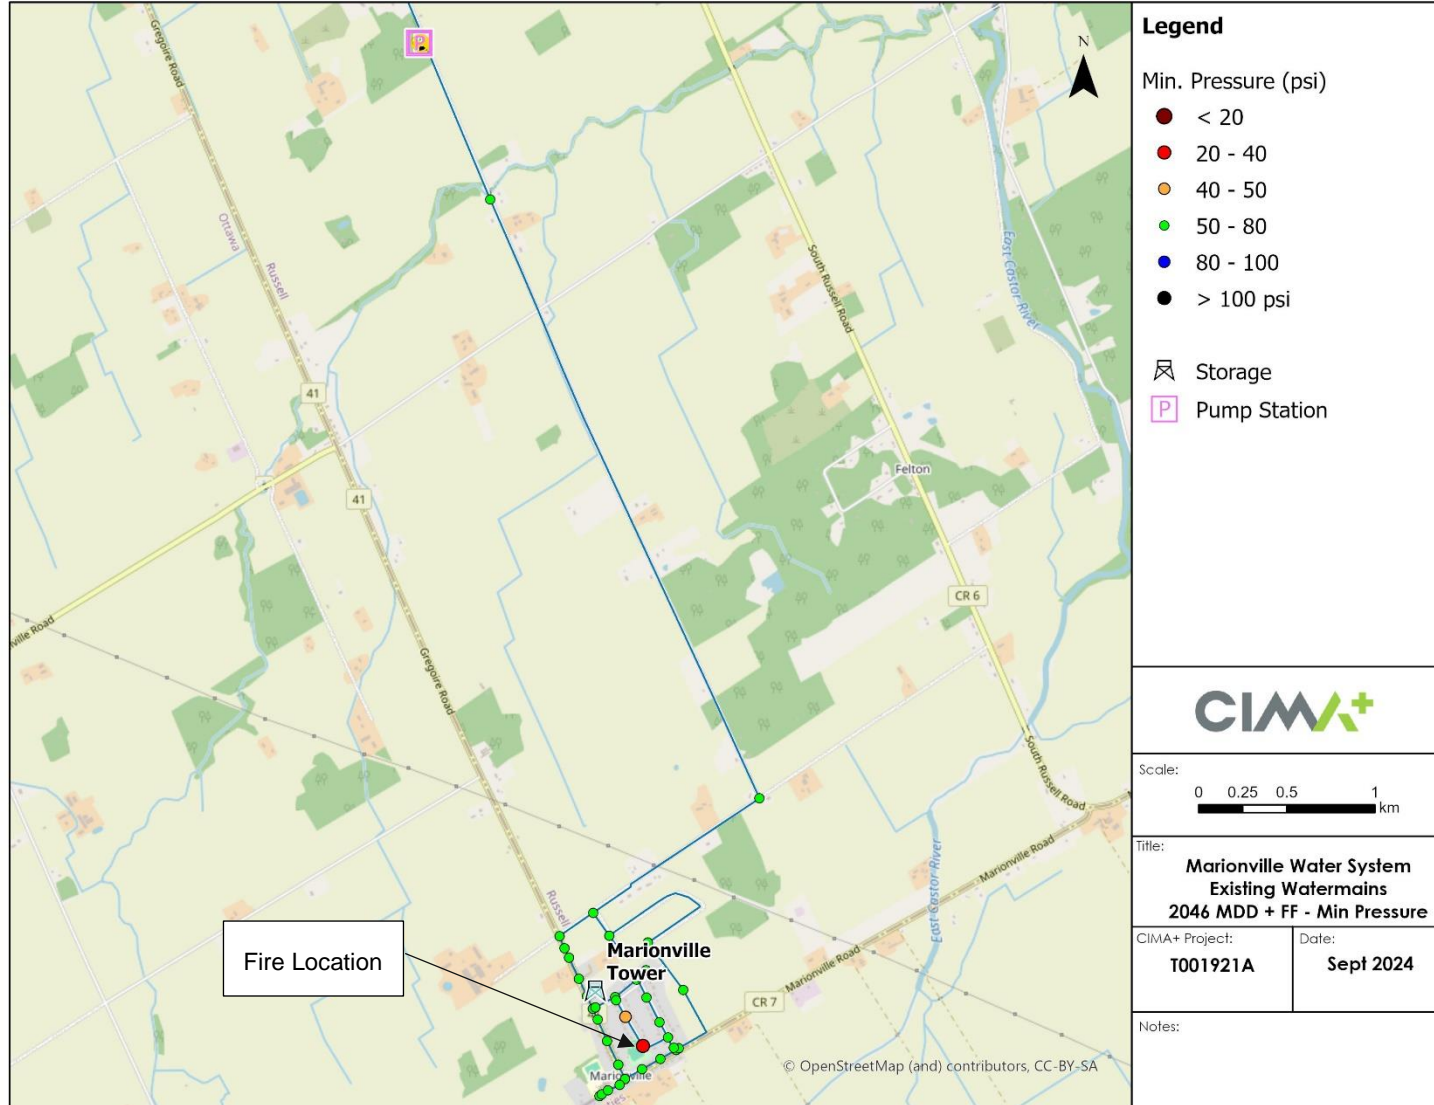 Gregoire Road
P
N
Ottawa
Russell
South Russell Road
East Castor River
41
41
Felton
ville Road
CR 6
Gregoire Road
South Russell Road
Marionville Road
East Castor River
Russell
Marionville
Tower
Fire Location
Marionville Road
CR 7
Marionville
© OpenStreetMap (and) contributors, CC-BY-SA
Legend
Min. Pressure (psi)
< 20
20 - 40
40 - 50
50 - 80
80 - 100
> 100 psi
Storage
P Pump Station
CIMA+
Scale:
0 0.25 0.5 1
km
Title:
Marionville Water System
Existing Watermains
2046 MDD + FF - Min Pressure
CIMA+ Project:
T001921A
Date:
Sept 2024
Notes: